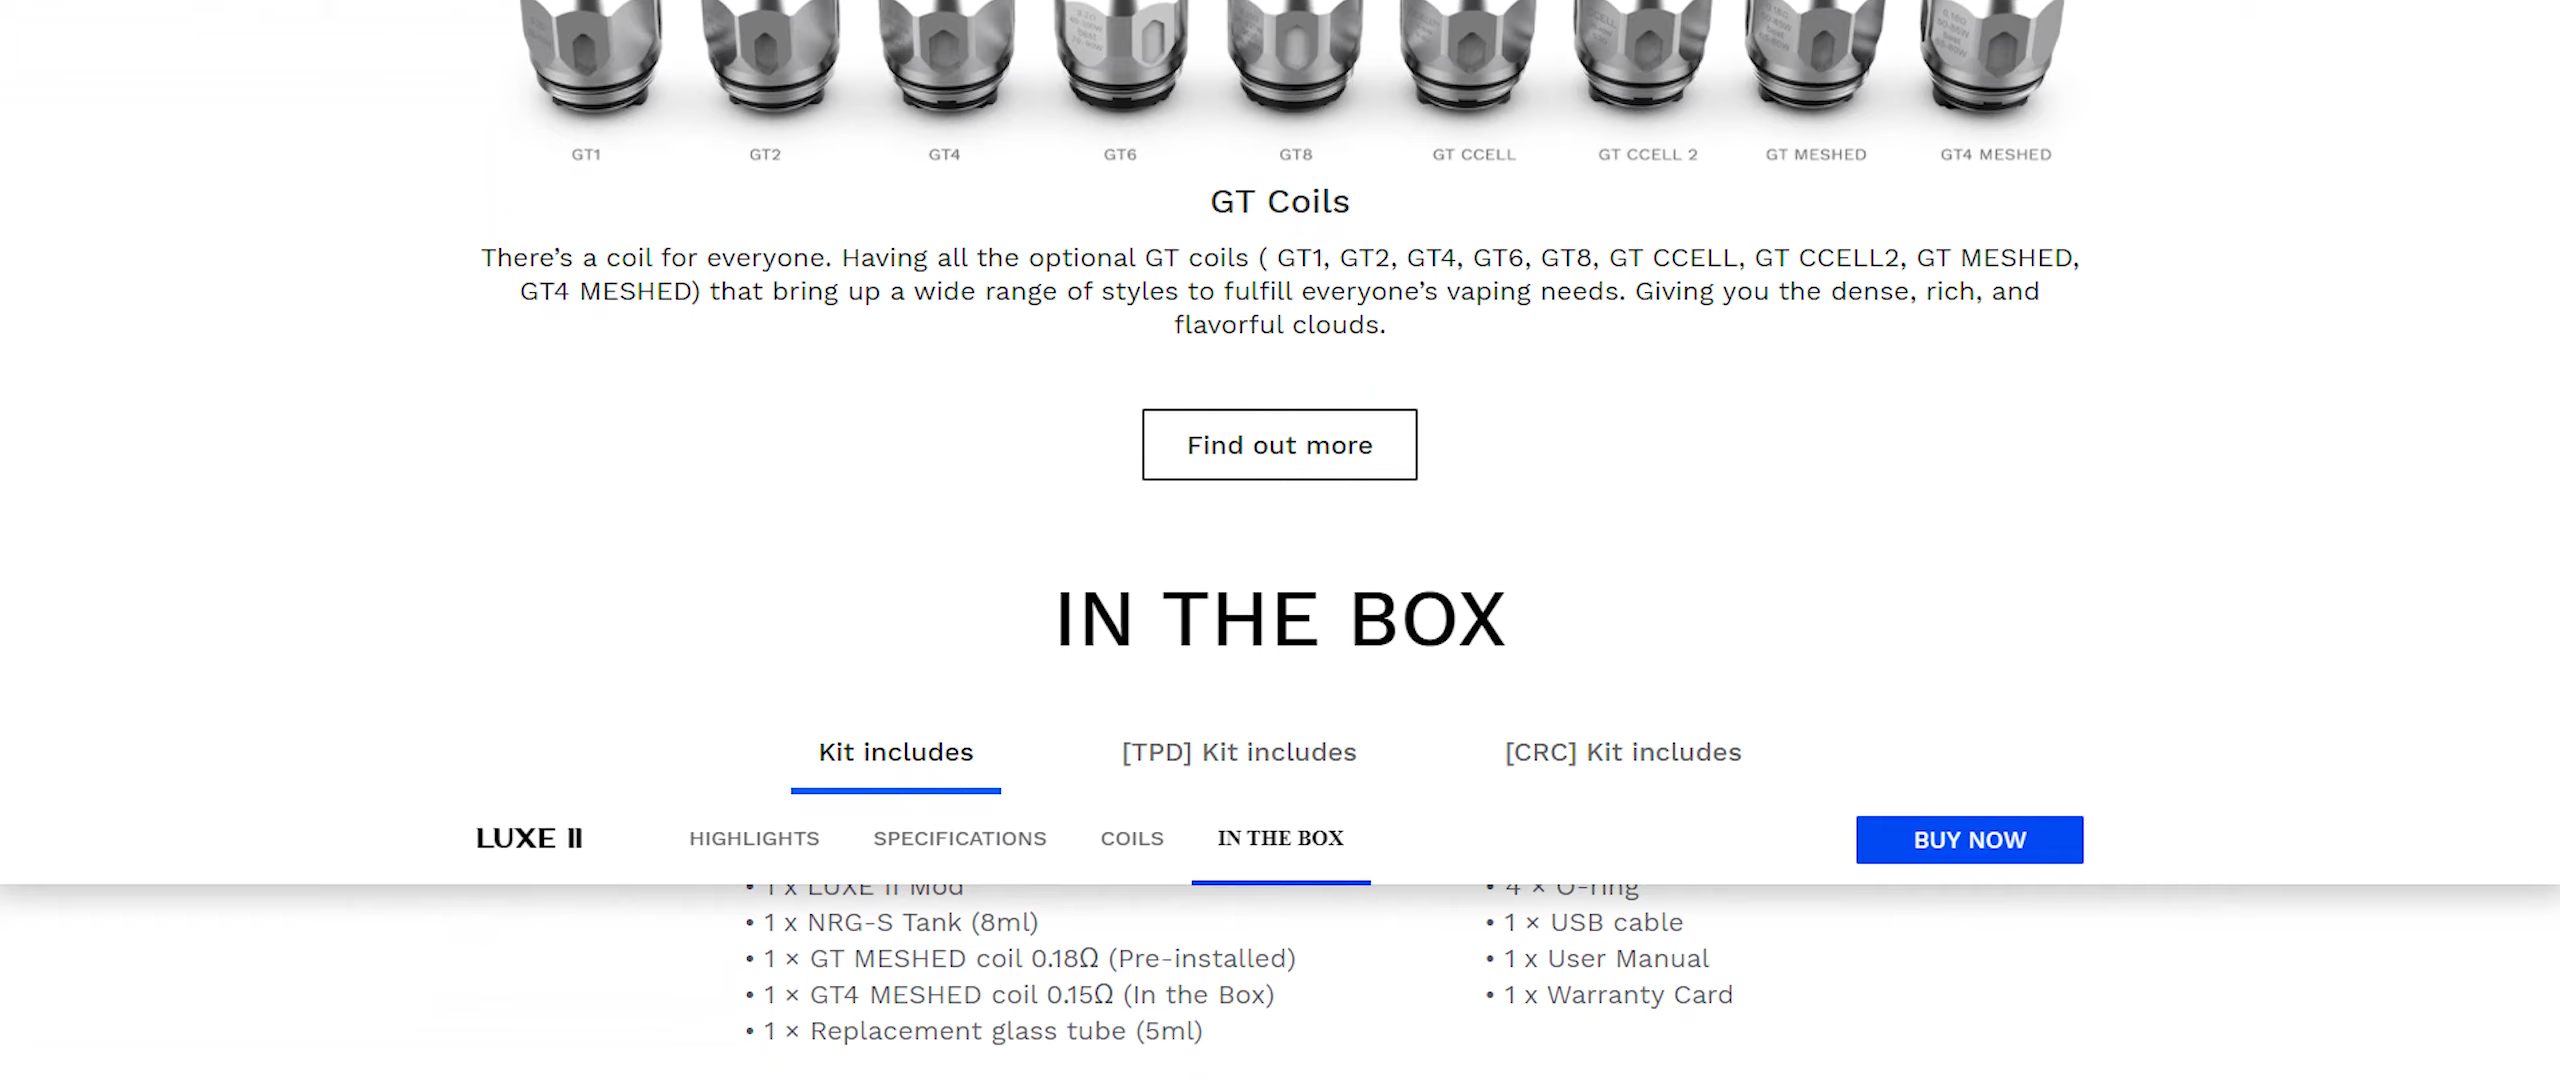 GT1 GT2 GT4 GT6 GT8 GT CCELL GT CCELL 2 GT MESHED GT4 MESHED
GT Coils
There’s a coil for everyone. Having all the optional GT coils ( GT1, GT2, GT4, GT6, GT8, GT CCELL, GT CCELL2, GT MESHED,
GT4 MESHED) that bring up a wide range of styles to fulfill everyone’s vaping needs. Giving you the dense, rich, and
flavorful clouds.
Find out more
IN THE BOX
Kit includes [TPD] Kit includes [CRC] Kit includes
LUXE II HIGHLIGHTS SPECIFICATIONS COILS IN THE BOX BUY NOW
• 1 x LUXE II Mod
• 1 x NRG-S Tank (8ml)
• 1 × GT MESHED coil 0.18Ω (Pre-installed)
• 1 × GT4 MESHED coil 0.15Ω (In the Box)
• 1 × Replacement glass tube (5ml)
• 4 × O-ring
• 1 × USB cable
• 1 x User Manual
• 1 x Warranty Card